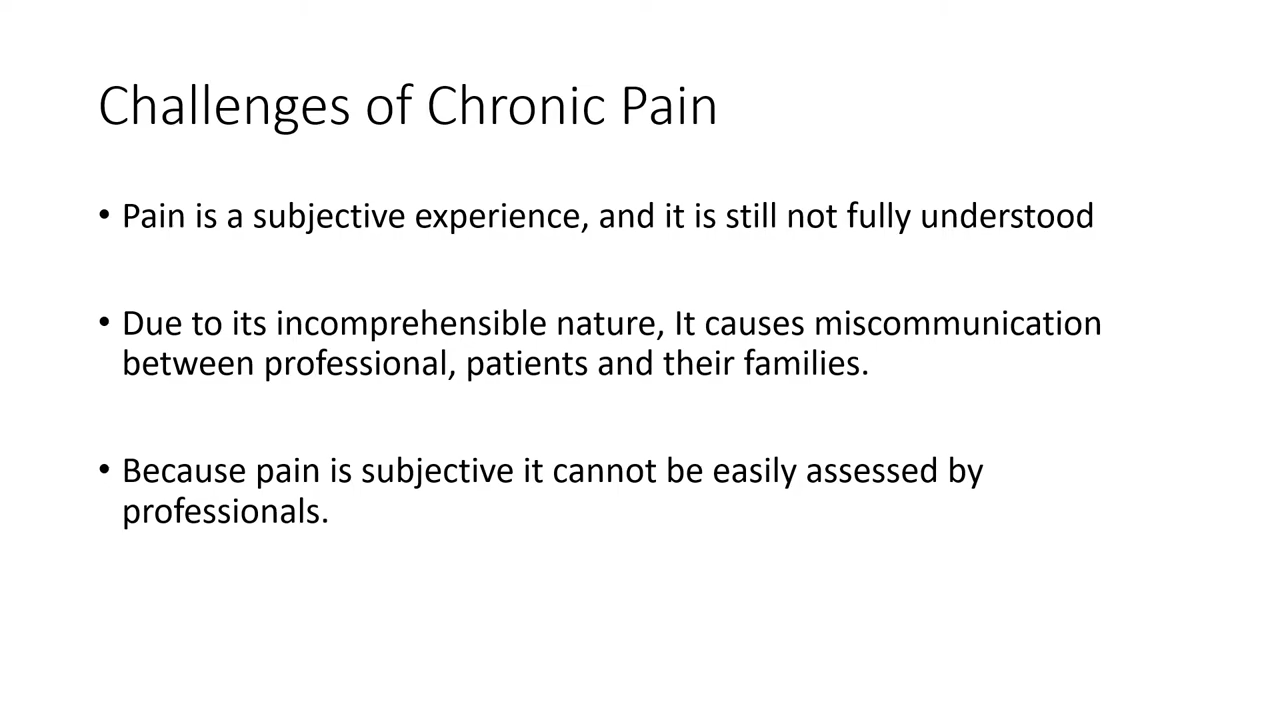 Challenges of Chronic Pain
• Pain is a subjective experience, and it is still not fully understood
• Due to its incomprehensible nature, It causes miscommunication
between professional, patients and their families.
• Because pain is subjective it cannot be easily assessed by
professionals.